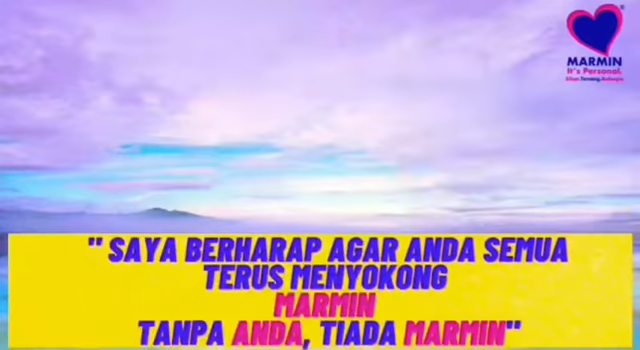 MARMIN
It's Personal.
" SAYA BERHARAP AGAR ANDA SEMUA
TERUS MENYOKONG
MARMIN
TANPA ANDA, TIADA MARMIN"